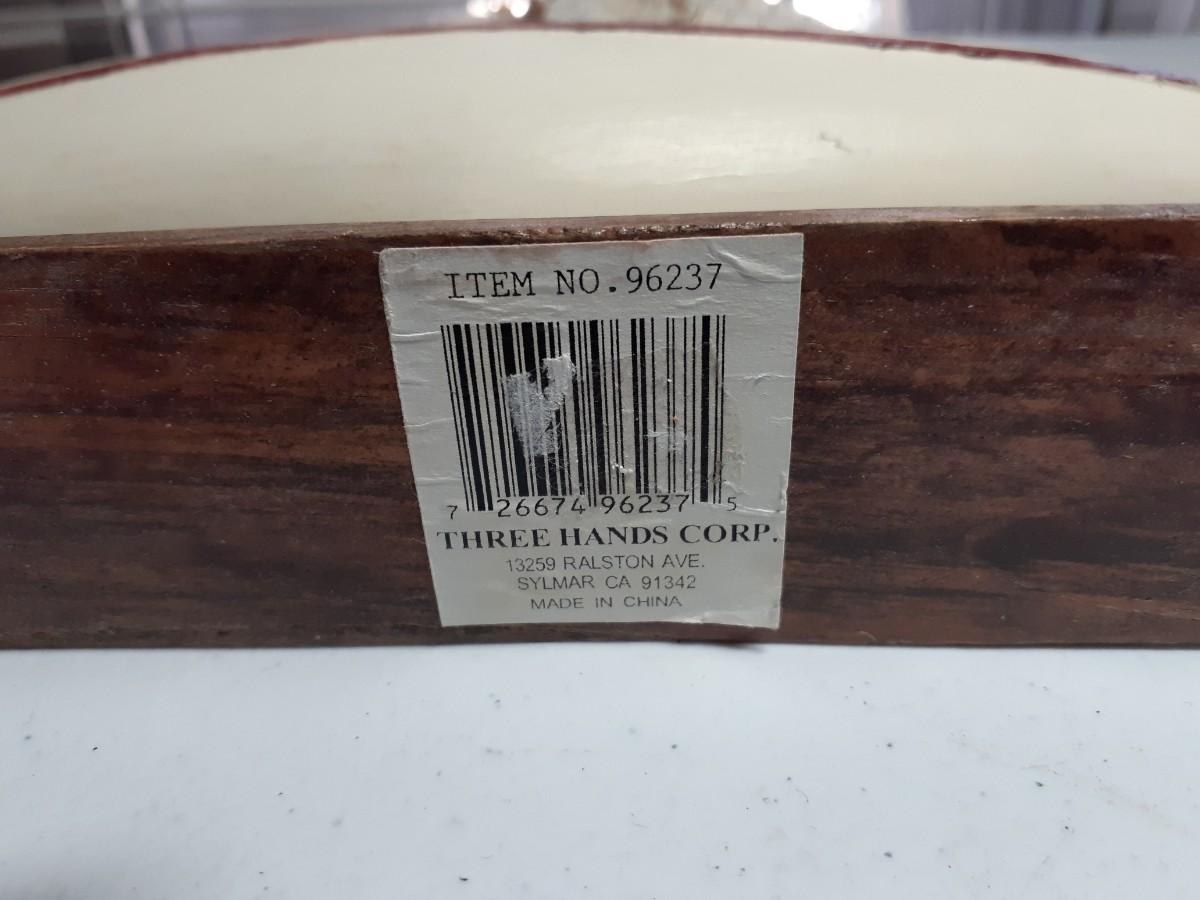 ITEM NO.96237
7 26674 96237 5
THREE HANDS CORP.
13259 RALSTON AVE.
SYLMAR CA 91342
MADE IN CHINA